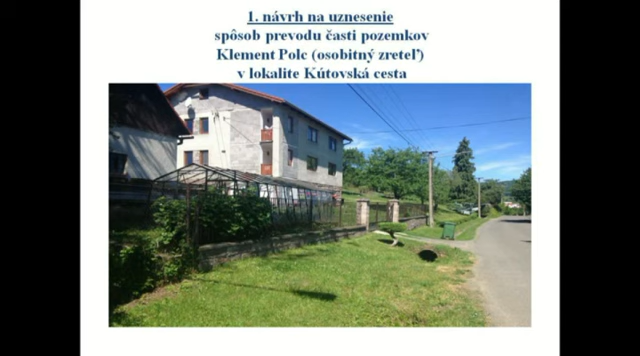 1. návrh na uznesenie
spôsob prevodu časti pozemkov
Klement Polc (osobitný zreteľ)
v lokalite Kútovská cesta